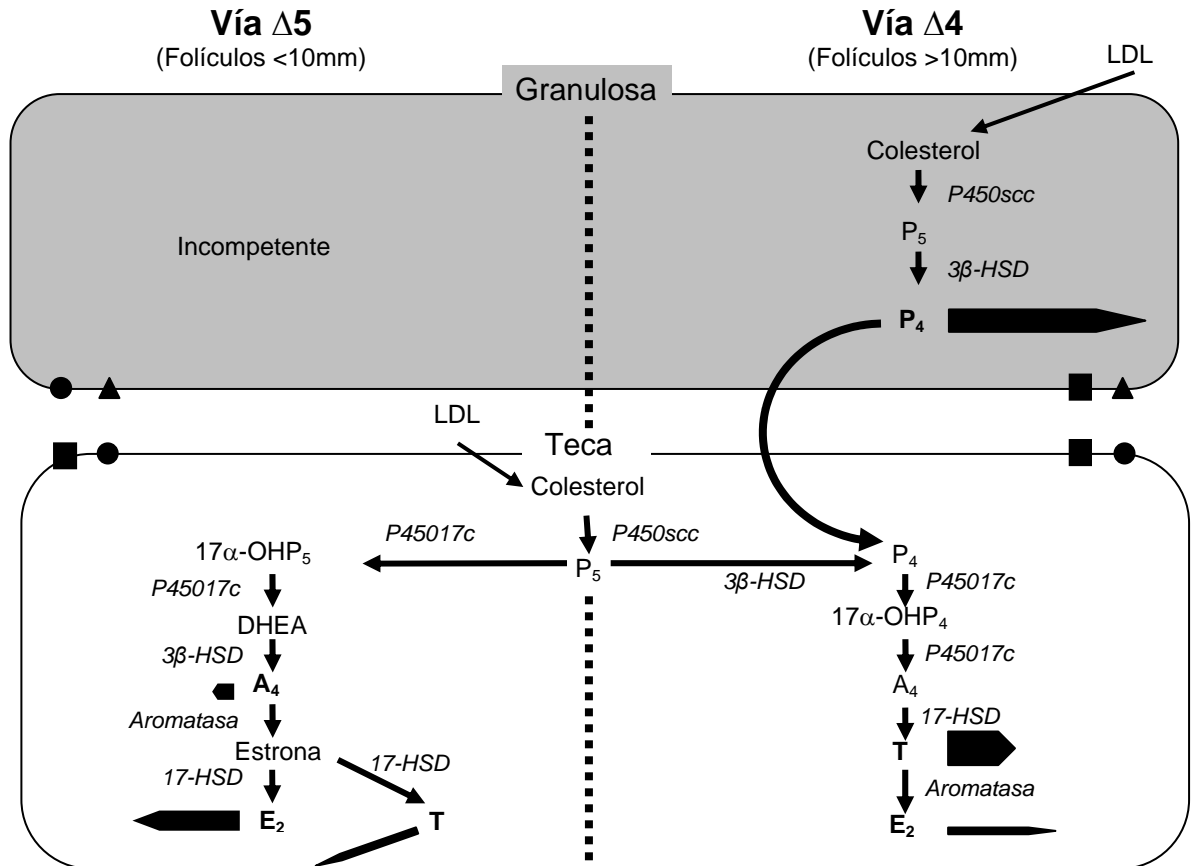 Vía Δ5
(Folículos <10mm)
Vía Δ4
(Folículos >10mm)
LDL
Granulosa
Colesterol
P450scc
P₅
3β-HSD
P₄
Incompetente
LDL
Teca
Colesterol
P45017c
P450scc
17α-OHP₅
P₅
3β-HSD
P₄
P45017c
P45017c
DHEA
17α-OHP₄
3β-HSD
P45017c
A₄
A₄
Aromatasa
17-HSD
Estrona
17-HSD
T
17-HSD
Aromatasa
E₂
T
E₂